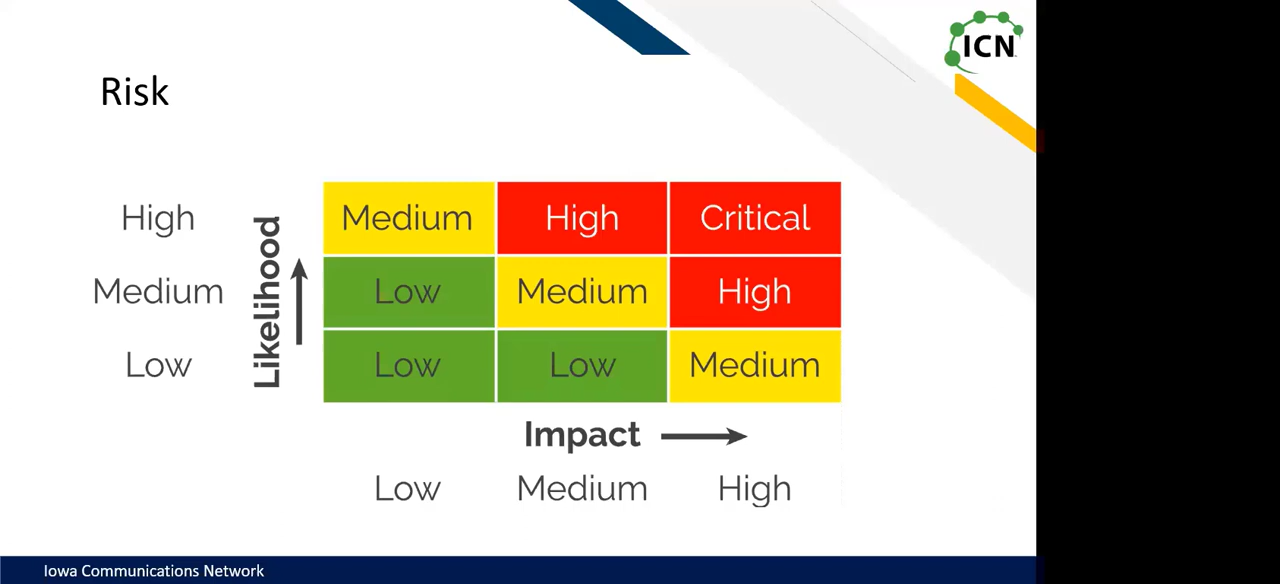 ICN
Risk
High
Medium
High
Critical
Likelihood
Medium
Low
Medium
High
Low
Low
Low
Medium
Impact
Low
Medium
High
Iowa Communications Network